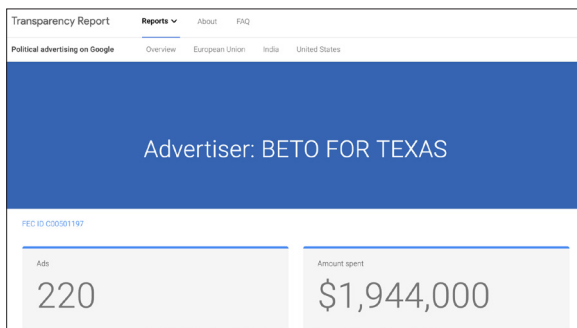 Transparency Report Reports About FAQ
Political advertising on Google Overview European Union India United States
Advertiser: BETO FOR TEXAS
FEC ID C00501197
Ads Amount spent
220 $1,944,000